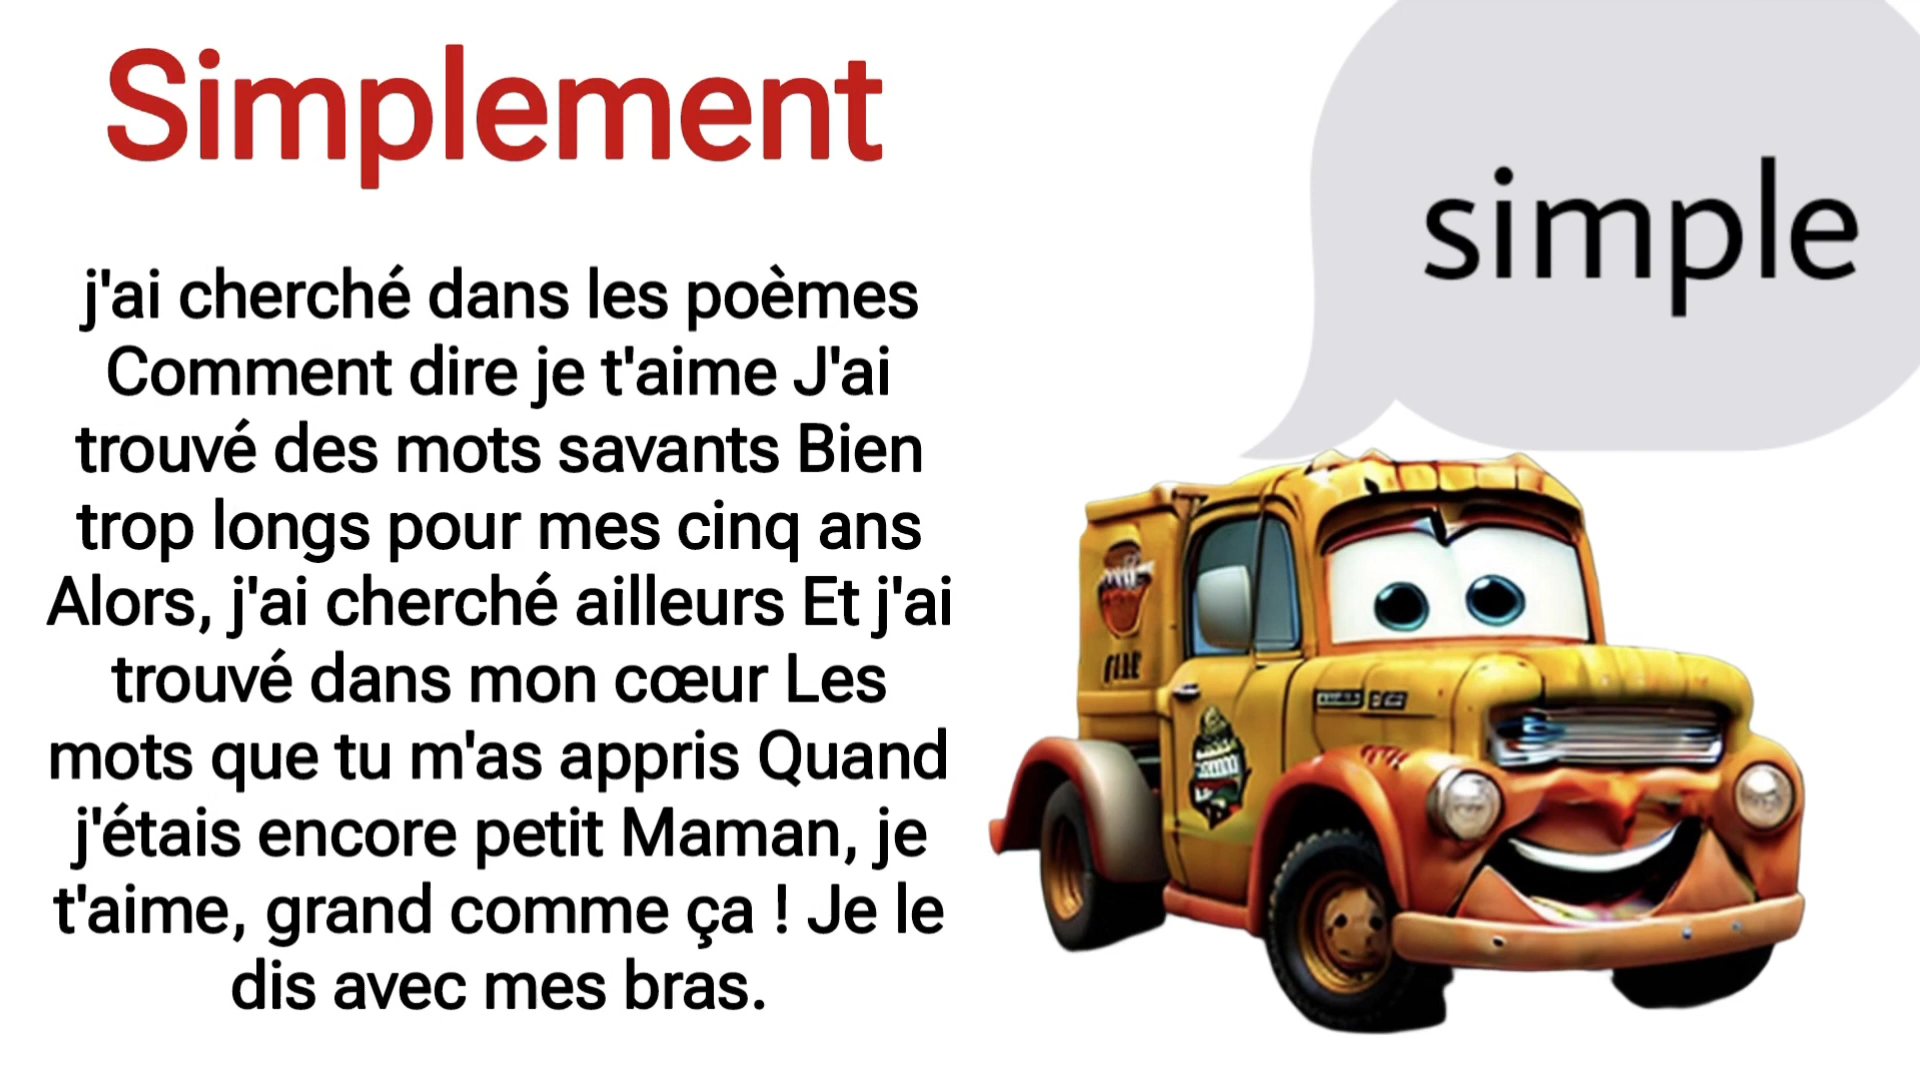 Simplement
simple
j'ai cherché dans les poèmes
Comment dire je t'aime J'ai
trouvé des mots savants Bien
trop longs pour mes cinq ans
Alors, j'ai cherché ailleurs Et j'ai
trouvé dans mon cœur Les
mots que tu m'as appris Quand
j'étais encore petit Maman, je
t'aime, grand comme ça ! Je le
dis avec mes bras.